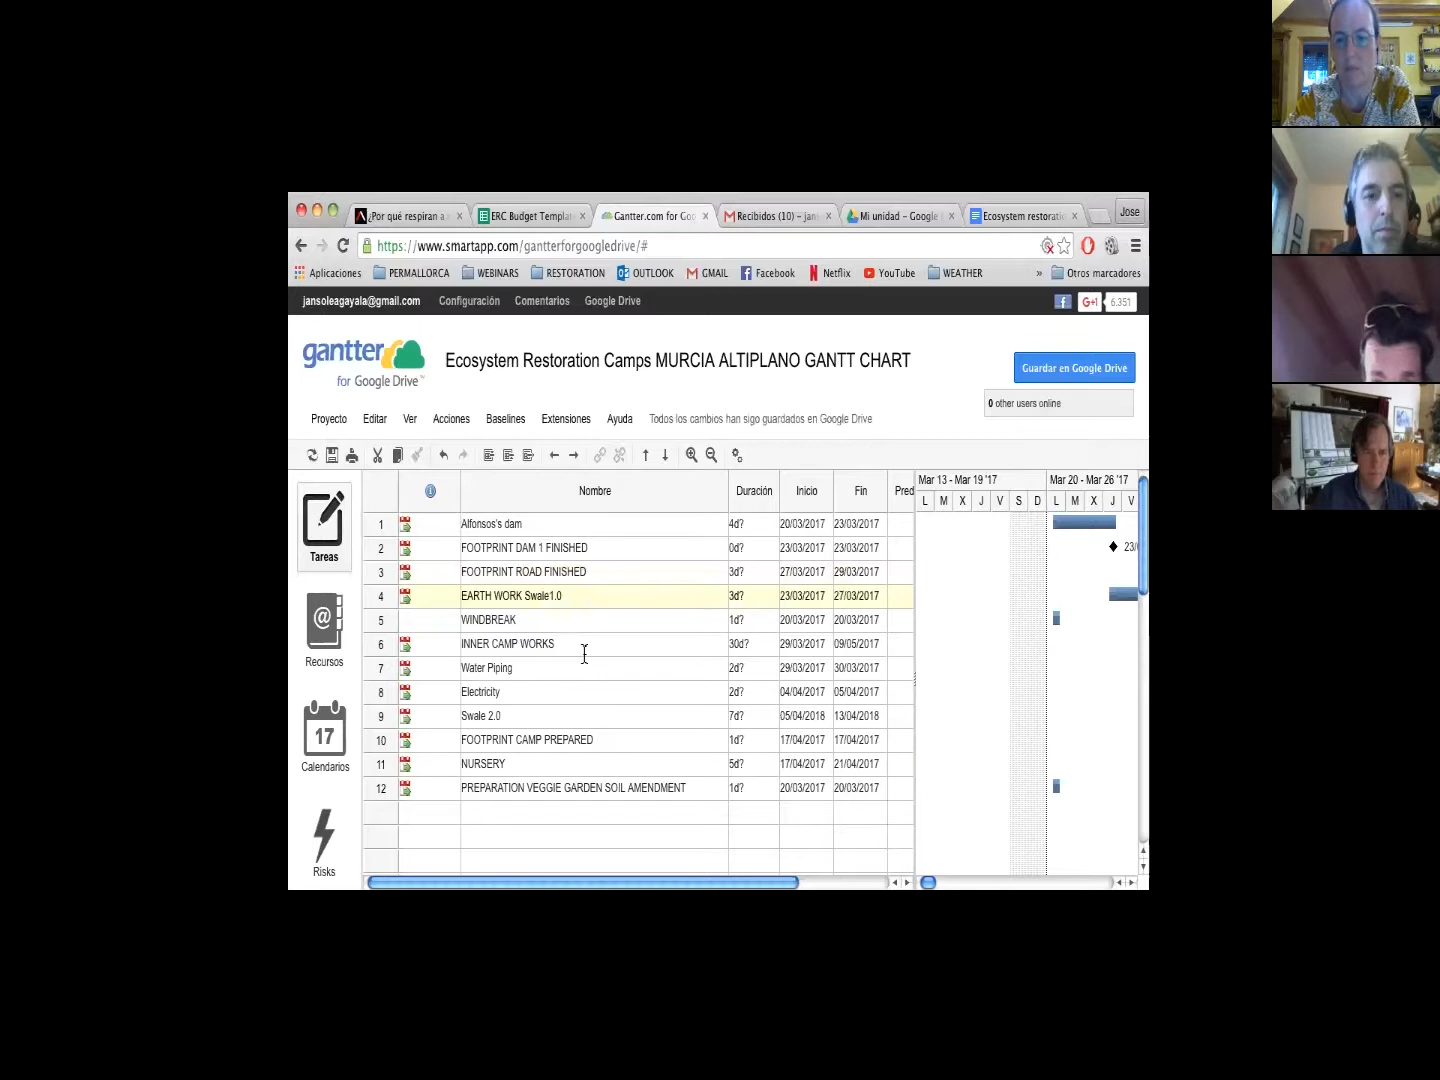 ¿Por qué respiran a
ERC Budget Templat
Gantter.com for Goo
Recibidos (10) – jan
Mi unidad – Google
Ecosystem restorati
Jose
https://www.smartapp.com/gantterforgoogledrive/#
Aplicaciones PERMALLORCA WEBINARS RESTORATION OUTLOOK GMAIL Facebook Netflix YouTube WEATHER » Otros marcadores
jansoleagayala@gmail.com Configuración Comentarios Google Drive G+1 6.351
gantter
for Google Drive™
Ecosystem Restoration Camps MURCIA ALTIPLANO GANTT CHART
Guardar en Google Drive
0 other users online
Proyecto Editar Ver Acciones Baselines Extensiones Ayuda Todos los cambios han sigo guardados en Google Drive
Nombre Duración Inicio Fin Pred
Mar 13 - Mar 19 '17 Mar 20 - Mar 26 '17
L M X J V S D L M X J V
1 Alfonsos's dam 4d? 20/03/2017 23/03/2017
2 FOOTPRINT DAM 1 FINISHED 0d? 23/03/2017 23/03/2017 23/
3 FOOTPRINT ROAD FINISHED 3d? 27/03/2017 29/03/2017
4 EARTH WORK Swale1.0 3d? 23/03/2017 27/03/2017
5 WINDBREAK 1d? 20/03/2017 20/03/2017
6 INNER CAMP WORKS 30d? 29/03/2017 09/05/2017
7 Water Piping 2d? 29/03/2017 30/03/2017
8 Electricity 2d? 04/04/2017 05/04/2017
9 Swale 2.0 7d? 05/04/2018 13/04/2018
10 FOOTPRINT CAMP PREPARED 1d? 17/04/2017 17/04/2017
11 NURSERY 5d? 17/04/2017 21/04/2017
12 PREPARATION VEGGIE GARDEN SOIL AMENDMENT 1d? 20/03/2017 20/03/2017
Tareas
@
Recursos
17
Calendarios
Risks